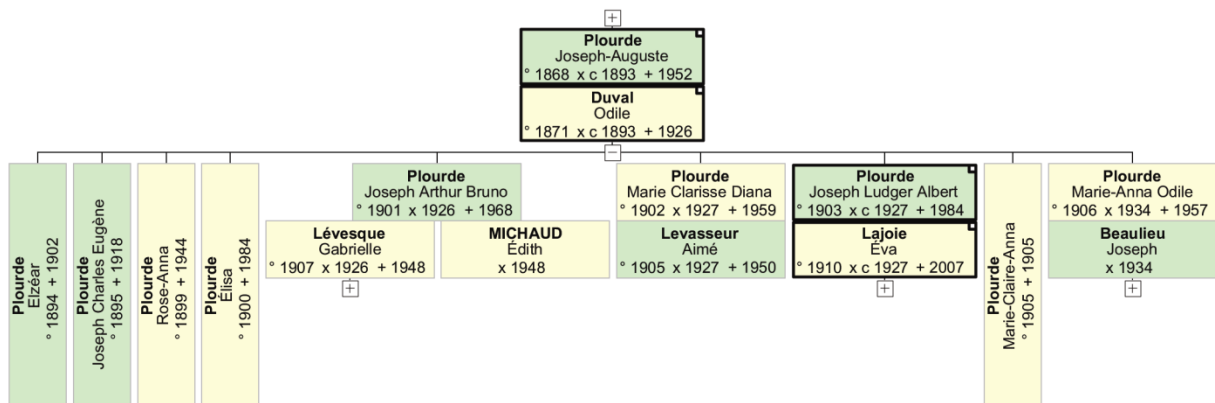 Plourde
Joseph-Auguste
° 1868 x c 1893 + 1952
Duval
Odile
° 1871 x c 1893 + 1926
Plourde
Elzéar
° 1894 + 1902
Plourde
Joseph Charles Eugène
° 1895 + 1918
Plourde
Rose-Anna
° 1899 + 1944
Plourde
Élisa
° 1900 + 1984
Plourde
Joseph Arthur Bruno
° 1901 x 1926 + 1968
Lévesque
Gabrielle
° 1907 x 1926 + 1948
MICHAUD
Édith
x 1948
Plourde
Marie Clarisse Diana
° 1902 x 1927 + 1959
Levasseur
Aimé
° 1905 x 1927 + 1950
Plourde
Joseph Ludger Albert
° 1903 x c 1927 + 1984
Lajoie
Éva
° 1910 x c 1927 + 2007
Plourde
Marie-Claire-Anna
° 1905 + 1905
Plourde
Marie-Anna Odile
° 1906 x 1934 + 1957
Beaulieu
Joseph
x 1934